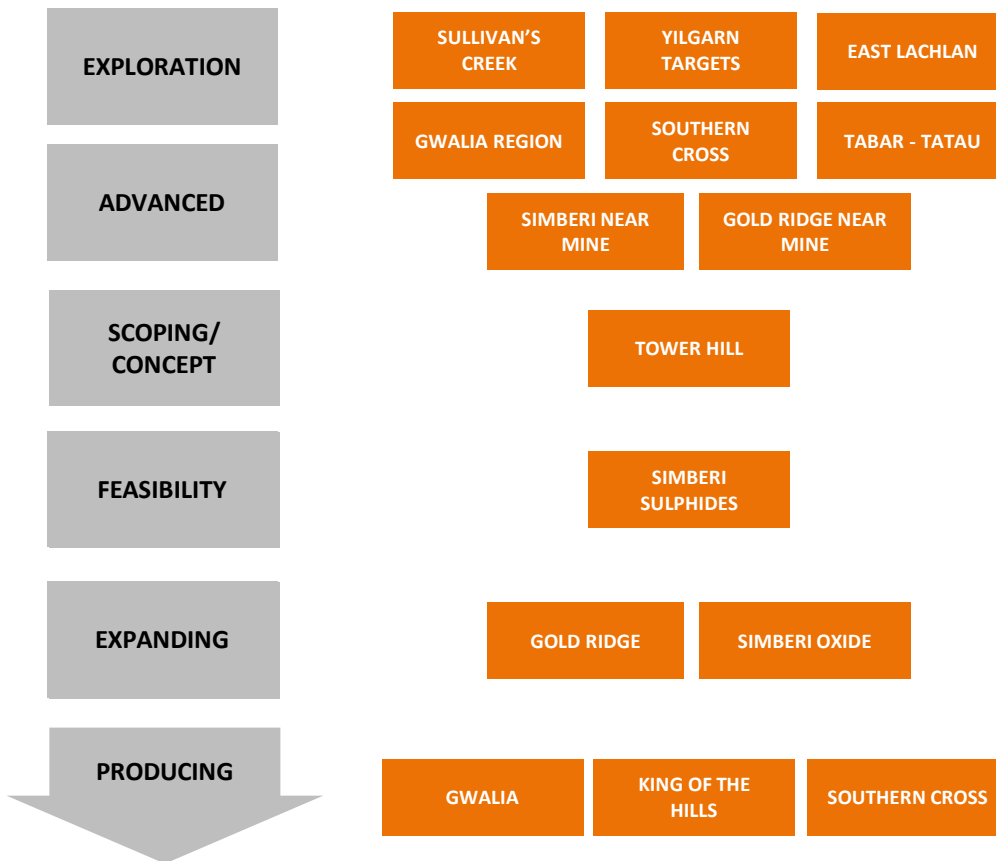 EXPLORATION
SULLIVAN'S
CREEK
YILGARN
TARGETS
EAST LACHLAN
GWALIA REGION
SOUTHERN
CROSS
TABAR - TATAU
ADVANCED
SIMBERI NEAR
MINE
GOLD RIDGE NEAR
MINE
SCOPING/
CONCEPT
TOWER HILL
FEASIBILITY
SIMBERI
SULPHIDES
EXPANDING
GOLD RIDGE
SIMBERI OXIDE
PRODUCING
GWALIA
KING OF THE
HILLS
SOUTHERN CROSS